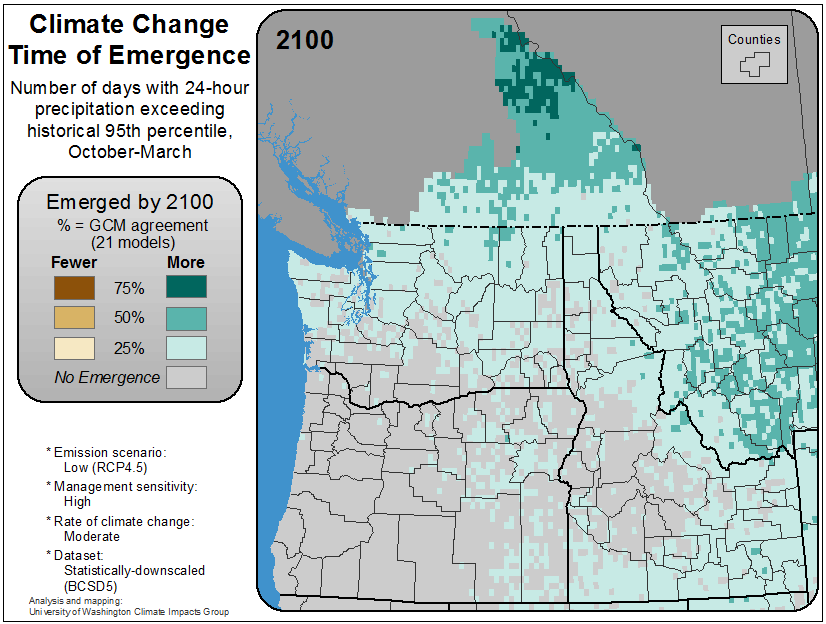 Climate Change
Time of Emergence
Number of days with 24-hour
precipitation exceeding
historical 95th percentile,
October-March
Emerged by 2100
% = GCM agreement
(21 models)
Fewer More
75%
50%
25%
No Emergence
* Emission scenario:
Low (RCP4.5)
* Management sensitivity:
High
* Rate of climate change:
Moderate
* Dataset:
Statistically-downscaled
(BCSD5)
Analysis and mapping:
University of Washington Climate Impacts Group
2100
Counties